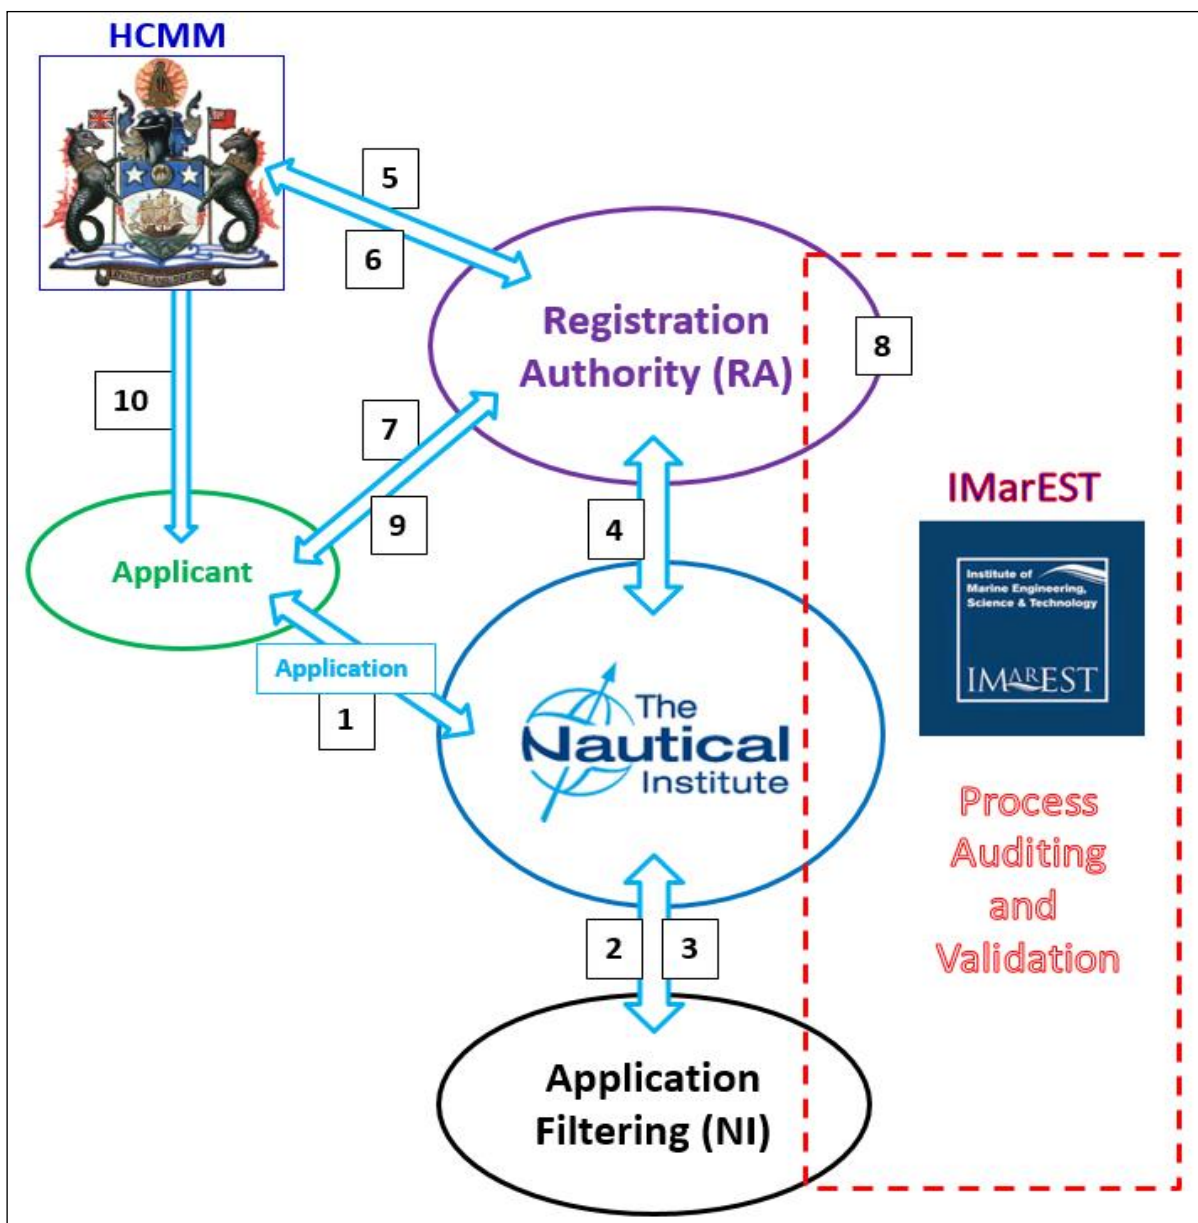 HCMM
5
6
Registration
Authority (RA)
8
10
7
9
4
IMarEST
Institute of
Marine Engineering,
Science & Technology
IMarEST
Applicant
Application
1
The
Nautical
Institute
Process
Auditing
and
Validation
2
3
Application
Filtering (NI)